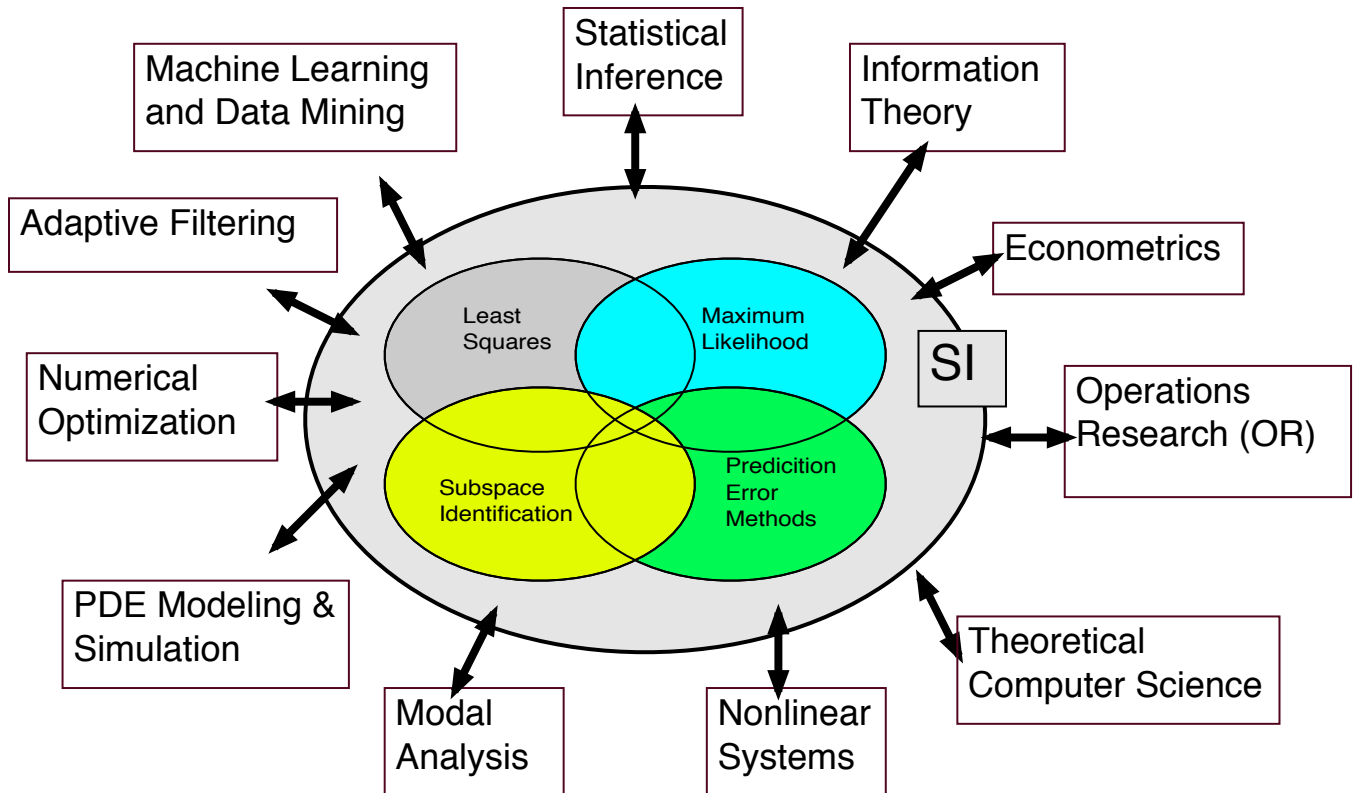 Statistical
Inference
Machine Learning
and Data Mining
Information
Theory
Adaptive Filtering
Econometrics
Least
Squares
Maximum
Likelihood
SI
Numerical
Optimization
Operations
Research (OR)
Subspace
Identification
Predicition
Error
Methods
PDE Modeling &
Simulation
Theoretical
Computer Science
Modal
Analysis
Nonlinear
Systems